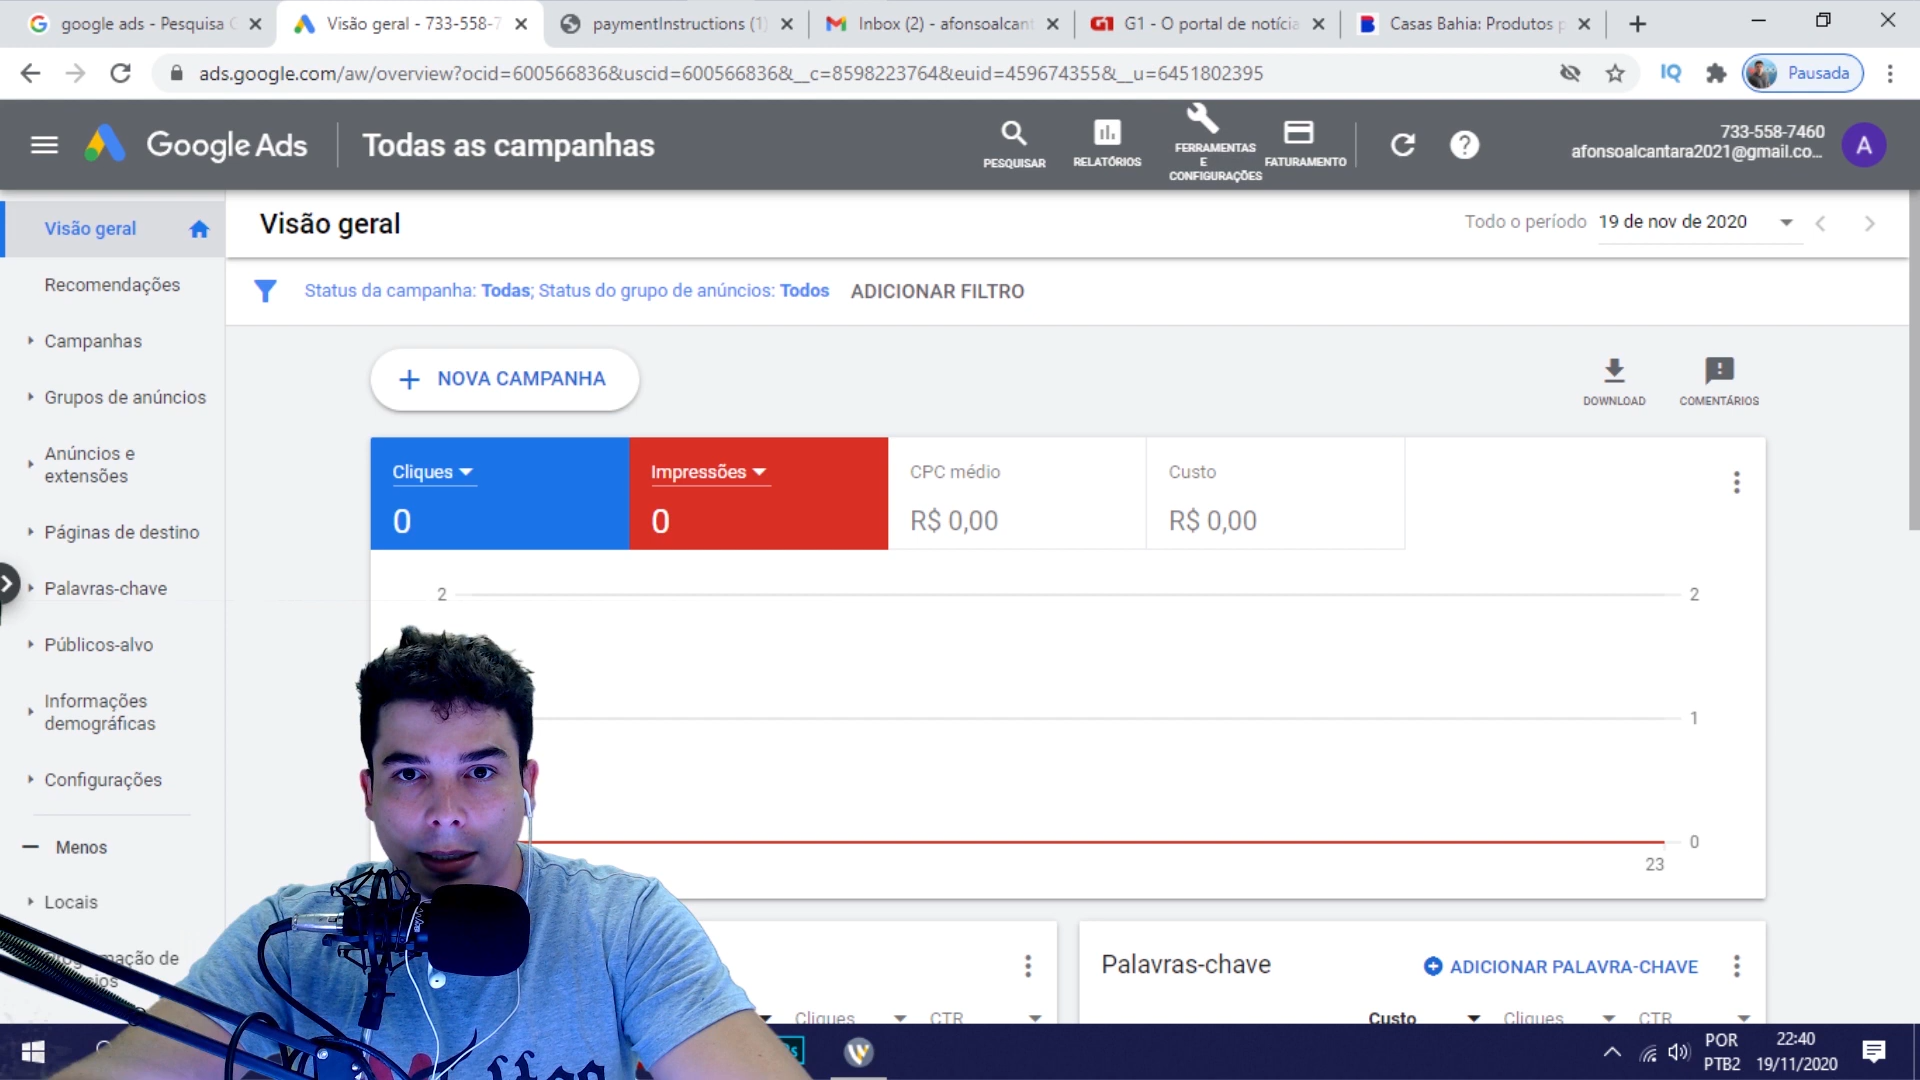 google ads - Pesquisa G
Visão geral - 733-558-7
paymentInstructions (1)
Inbox (2) - afonsoalcant
G1 - O portal de notícia
Casas Bahia: Produtos p
ads.google.com/aw/overview?ocid=600566836&uscid=600566836&__c=8598223764&euid=459674355&__u=6451802395
IQ
Pausada
Google Ads
Todas as campanhas
PESQUISAR
RELATÓRIOS
FERRAMENTAS
E
CONFIGURAÇÕES
FATURAMENTO
733-558-7460
afonsoalcantara2021@gmail.co...
A
Visão geral
Recomendações
Campanhas
Grupos de anúncios
Anúncios e
extensões
Páginas de destino
Palavras-chave
Públicos-alvo
Informações
demográficas
Configurações
Menos
Locais
Visão geral
Todo o período
19 de nov de 2020
Status da campanha: Todas; Status do grupo de anúncios: Todos
ADICIONAR FILTRO
NOVA CAMPANHA
DOWNLOAD
COMENTÁRIOS
Cliques
0
Impressões
0
CPC médio
R$ 0,00
Custo
R$ 0,00
2
2
1
0
23
Cliques
CTR
Palavras-chave
ADICIONAR PALAVRA-CHAVE
Custo
Cliques
CTR
POR
PTB2
22:40
19/11/2020